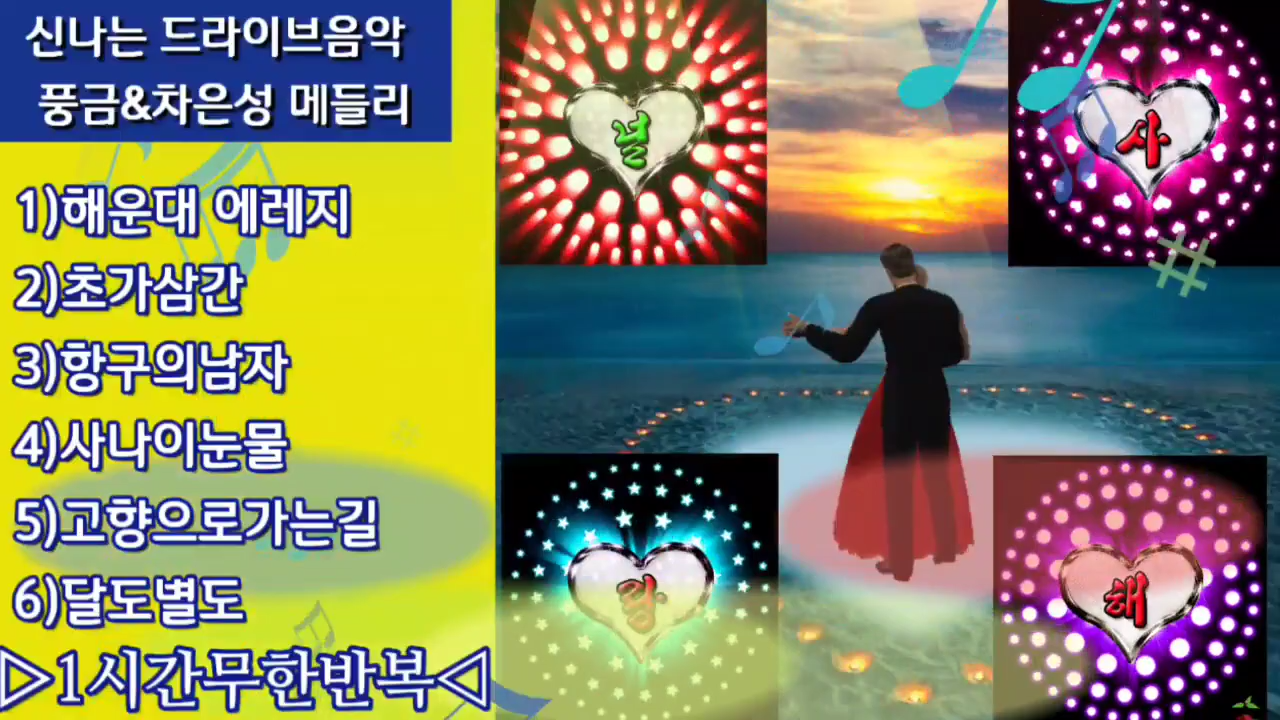 신나는 드라이브음악
풍금&차은성 메들리
1)해운대 에레지
2)초가삼간
3)항구의남자
4)사나이눈물
5)고향으로가는길
6)달도별도
▷1시간무한반복◁
널
사
랑
해